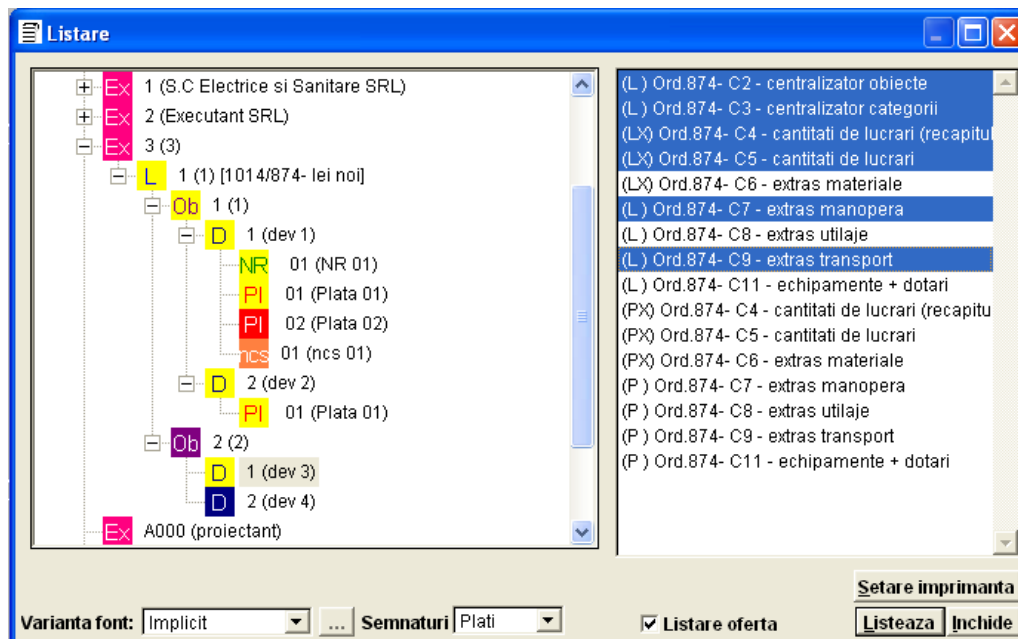 Listare
Ex 1 (S.C Electrice si Sanitare SRL)
Ex 2 (Executant SRL)
Ex 3 (3)
L 1 (1) [1014/874- lei noi]
Ob 1 (1)
D 1 (dev 1)
NR 01 (NR 01)
Pl 01 (Plata 01)
Pl 02 (Plata 02)
ncs 01 (ncs 01)
D 2 (dev 2)
Pl 01 (Plata 01)
Ob 2 (2)
D 1 (dev 3)
D 2 (dev 4)
Ex A000 (proiectant)
(L ) Ord.874- C2 - centralizator obiecte
(L ) Ord.874- C3 - centralizator categorii
(LX) Ord.874- C4 - cantitati de lucrari (recapitul
(LX) Ord.874- C5 - cantitati de lucrari
(LX) Ord.874- C6 - extras materiale
(L ) Ord.874- C7 - extras manopera
(L ) Ord.874- C8 - extras utilaje
(L ) Ord.874- C9 - extras transport
(L ) Ord.874- C11 - echipamente + dotari
(PX) Ord.874- C4 - cantitati de lucrari (recapitu
(PX) Ord.874- C5 - cantitati de lucrari
(PX) Ord.874- C6 - extras materiale
(P ) Ord.874- C7 - extras manopera
(P ) Ord.874- C8 - extras utilaje
(P ) Ord.874- C9 - extras transport
(P ) Ord.874- C11 - echipamente + dotari
Setare imprimanta
Varianta font: Implicit ... Semnaturi Plati Listare oferta Listeaza Inchide